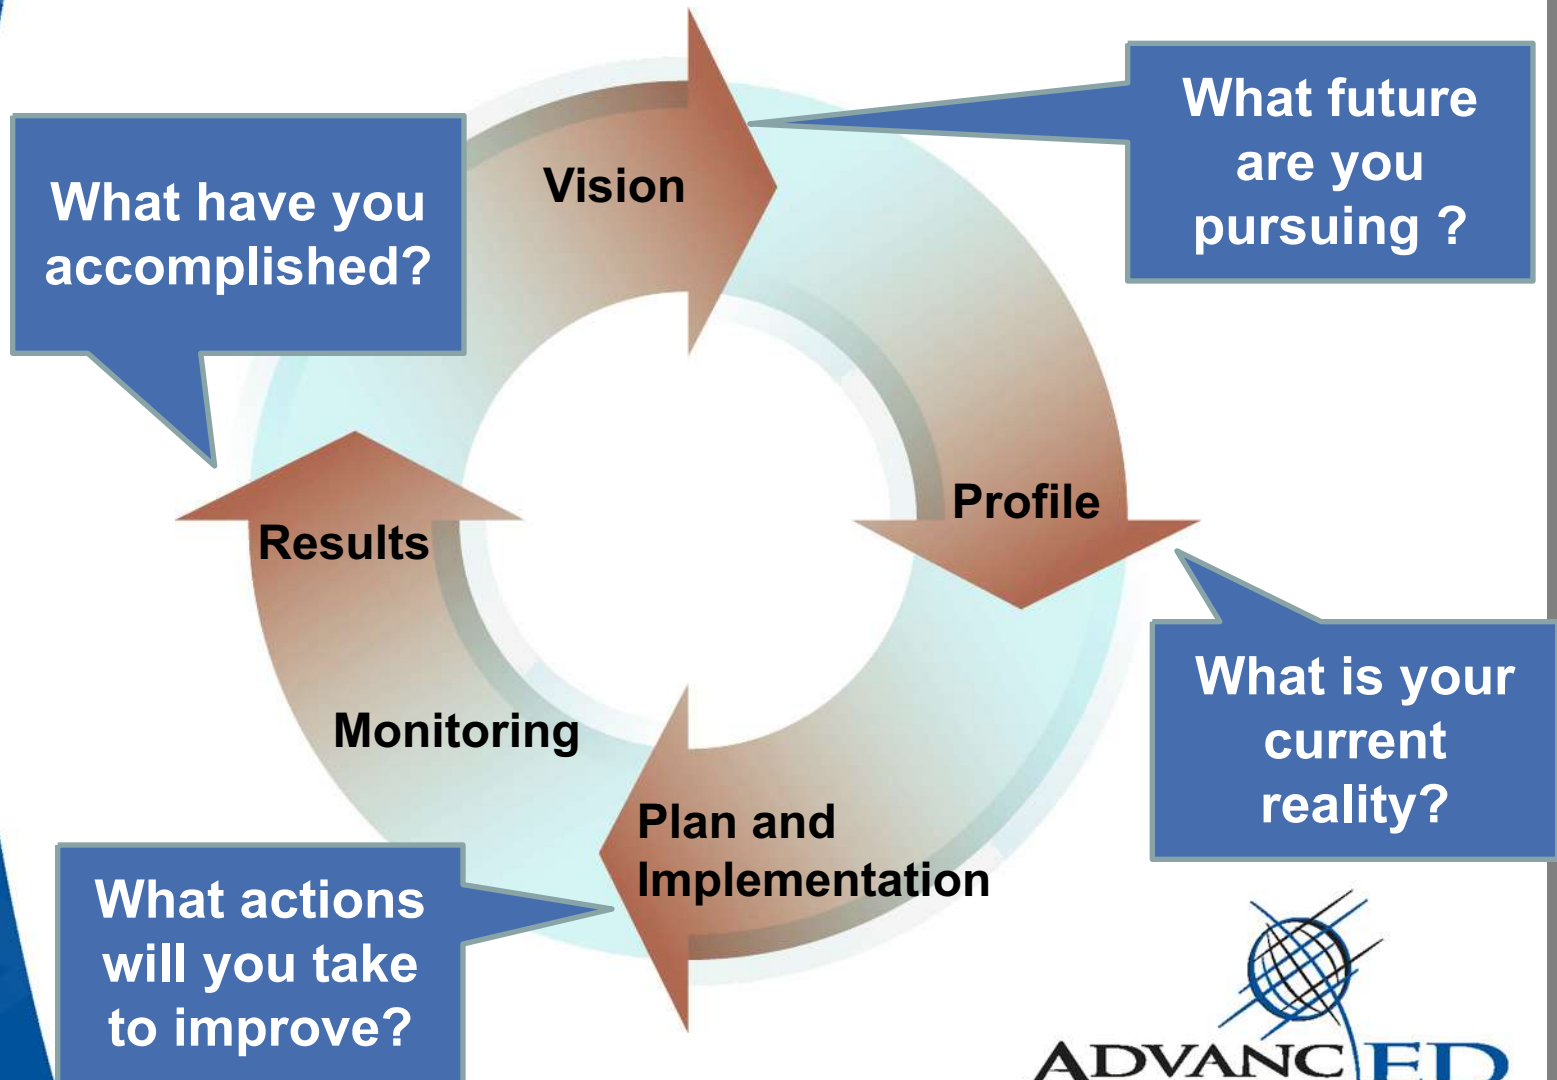 What future
are you
pursuing ?
What have you
accomplished?
Vision
Profile
Results
What is your
current
reality?
Monitoring
Plan and
Implementation
What actions
will you take
to improve?
ADVANCED